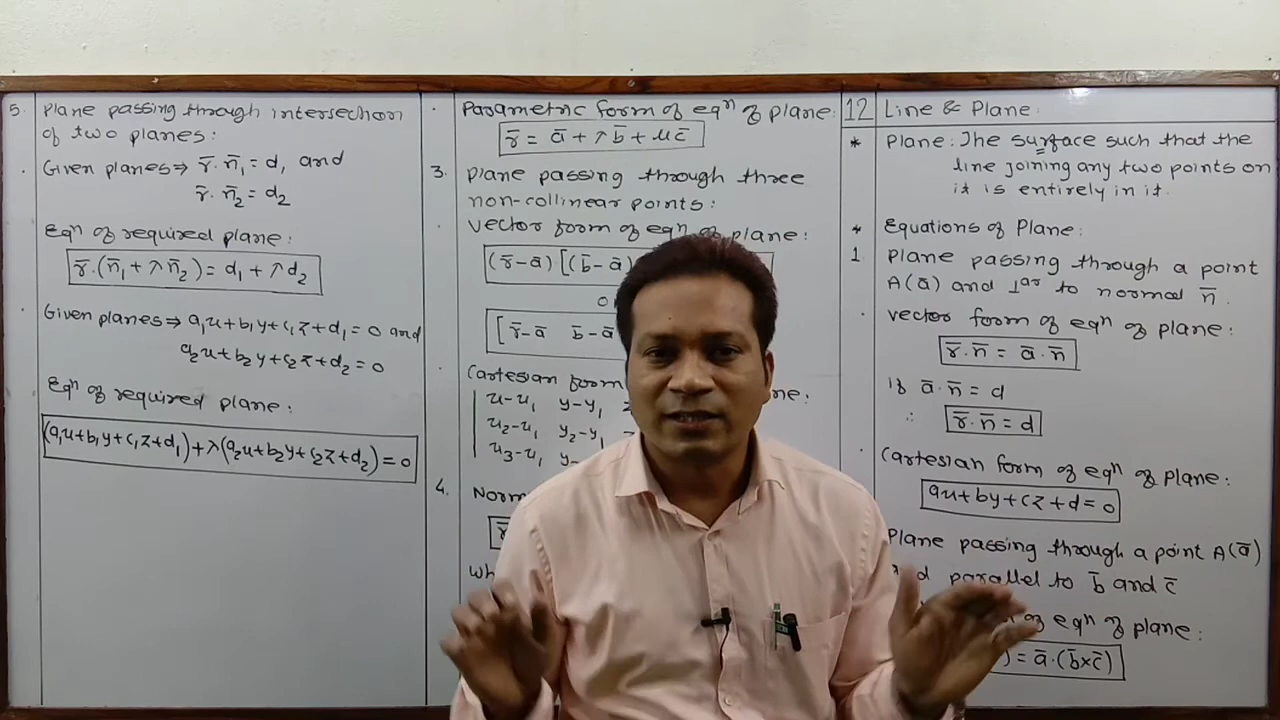 12 Line & Plane:
* Plane: The surface such that the
line joining any two points on
it is entirely in it.
* Equations of Plane:
1 Plane passing through a point
A(ā) and ⊥ᵃʳ to normal n̄.
· vector form of eqⁿ of plane:
r̄·n̄ = ā·n̄
if ā·n̄ = d
∴ r̄·n̄ = d
· Cartesian form of eqⁿ of plane:
ax+by+cz+d=0
Plane passing through a point A(ā)
parallel to b̄ and c̄
of eqⁿ of plane:
= ā·(b̄×c̄)
· Parametric form of eqⁿ of plane:
r̄ = ā + λb̄ + μc̄
3. Plane passing through three
non-collinear points:
· vector form of eqⁿ of plane:
(r̄-ā) [(b̄-ā)
[r̄-ā b̄-ā
· Cartesian form
x-x₁ y-y₁
x₂-x₁ y₂-y₁
x₃-x₁
4.
5. Plane passing through intersection
of two planes:
· Given planes ⇒ r̄·n̄₁ = d₁ and
r̄·n̄₂ = d₂
Eqⁿ of required plane:
r̄·(n̄₁+λn̄₂) = d₁+λd₂
· Given planes ⇒ a₁x+b₁y+c₁z+d₁=0 and
a₂x+b₂y+c₂z+d₂=0
Eqⁿ of required plane:
(a₁x+b₁y+c₁z+d₁)+λ(a₂x+b₂y+c₂z+d₂)=0